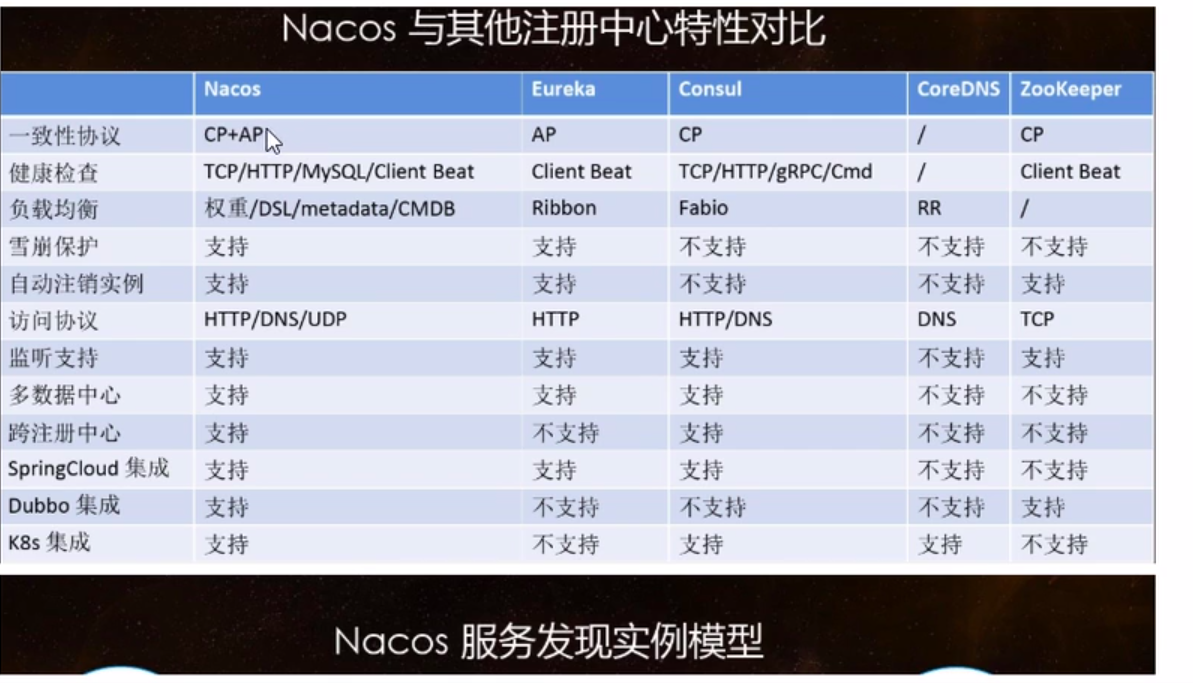 Nacos 与其他注册中心特性对比
Nacos Eureka Consul CoreDNS ZooKeeper
一致性协议 CP+AP AP CP / CP
健康检查 TCP/HTTP/MySQL/Client Beat Client Beat TCP/HTTP/gRPC/Cmd / Client Beat
负载均衡 权重/DSL/metadata/CMDB Ribbon Fabio RR /
雪崩保护 支持 支持 不支持 不支持 不支持
自动注销实例 支持 支持 不支持 不支持 支持
访问协议 HTTP/DNS/UDP HTTP HTTP/DNS DNS TCP
监听支持 支持 支持 支持 不支持 支持
多数据中心 支持 支持 支持 不支持 不支持
跨注册中心 支持 不支持 支持 不支持 不支持
SpringCloud 集成 支持 支持 支持 不支持 不支持
Dubbo 集成 支持 不支持 不支持 不支持 支持
K8s 集成 支持 不支持 支持 支持 不支持
Nacos 服务发现实例模型